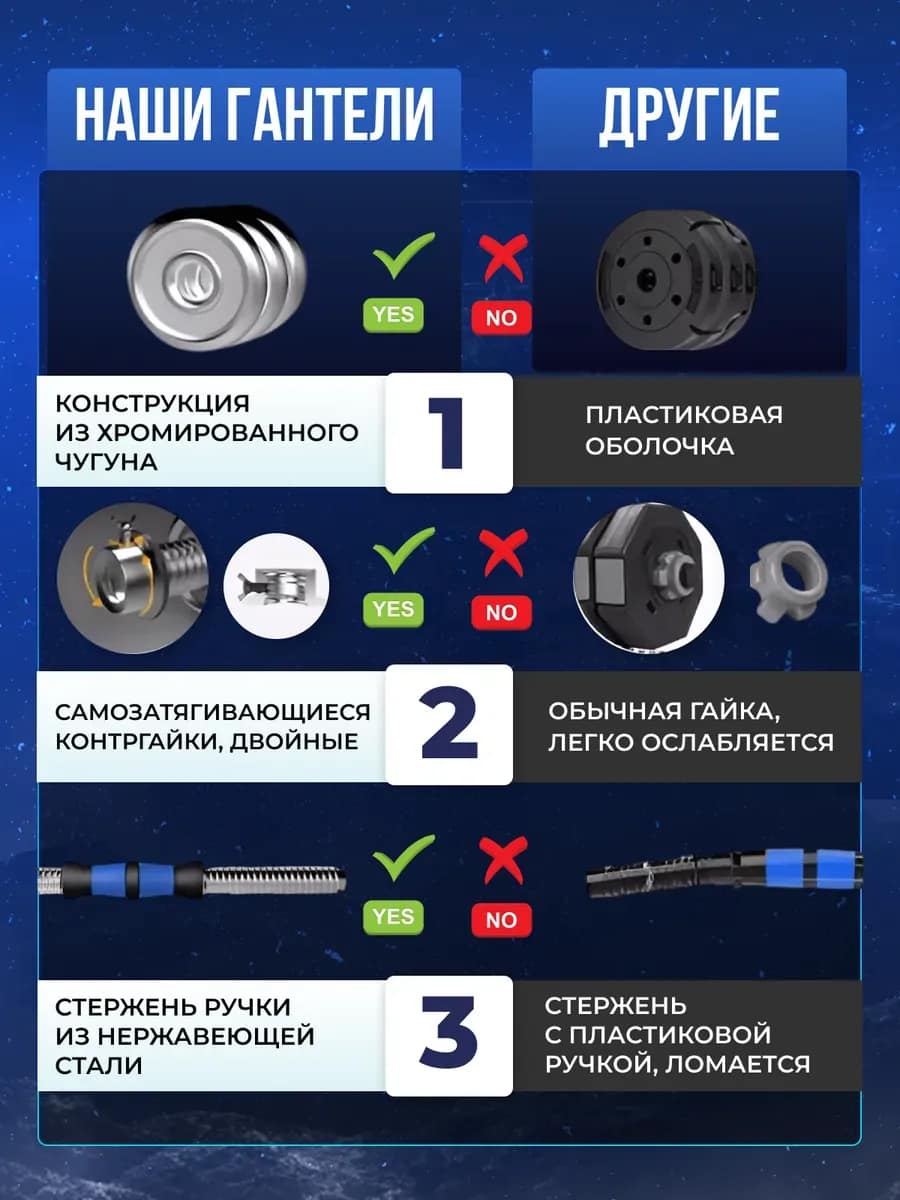 НАШИ ГАНТЕЛИ
ДРУГИЕ
YES
NO
КОНСТРУКЦИЯ
ИЗ ХРОМИРОВАННОГО
ЧУГУНА
1
ПЛАСТИКОВАЯ
ОБОЛОЧКА
YES
NO
САМОЗАТЯГИВАЮЩИЕСЯ
КОНТРГАЙКИ, ДВОЙНЫЕ
2
ОБЫЧНАЯ ГАЙКА,
ЛЕГКО ОСЛАБЛЯЕТСЯ
YES
NO
СТЕРЖЕНЬ РУЧКИ
ИЗ НЕРЖАВЕЮЩЕЙ
СТАЛИ
3
СТЕРЖЕНЬ
С ПЛАСТИКОВОЙ
РУЧКОЙ, ЛОМАЕТСЯ